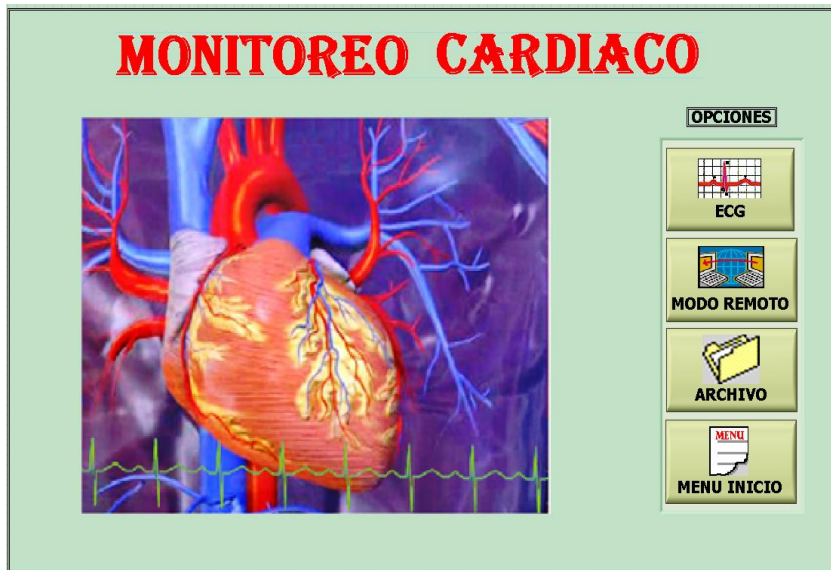 MONITOREO CARDIACO
OPCIONES
ECG
MODO REMOTO
ARCHIVO
MENU
MENU INICIO